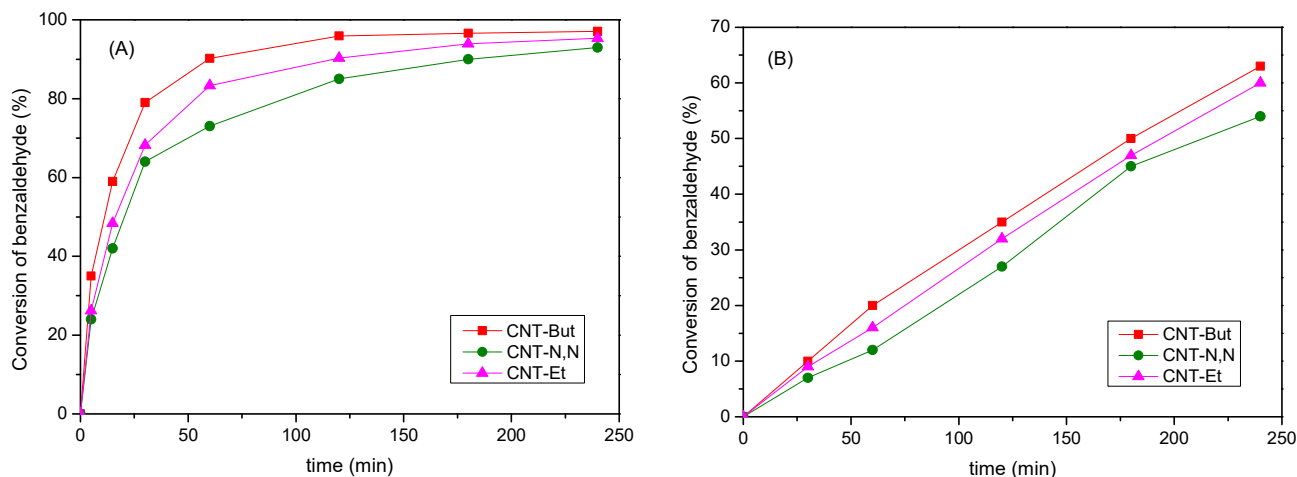 (A)
Conversion of benzaldehyde (%)
100
80
60
40
20
0
0 50 100 150 200 250
time (min)
CNT-But
CNT-N,N
CNT-Et
(B)
Conversion of benzaldehyde (%)
70
60
50
40
30
20
10
0
0 50 100 150 200 250
time (min)
CNT-But
CNT-N,N
CNT-Et